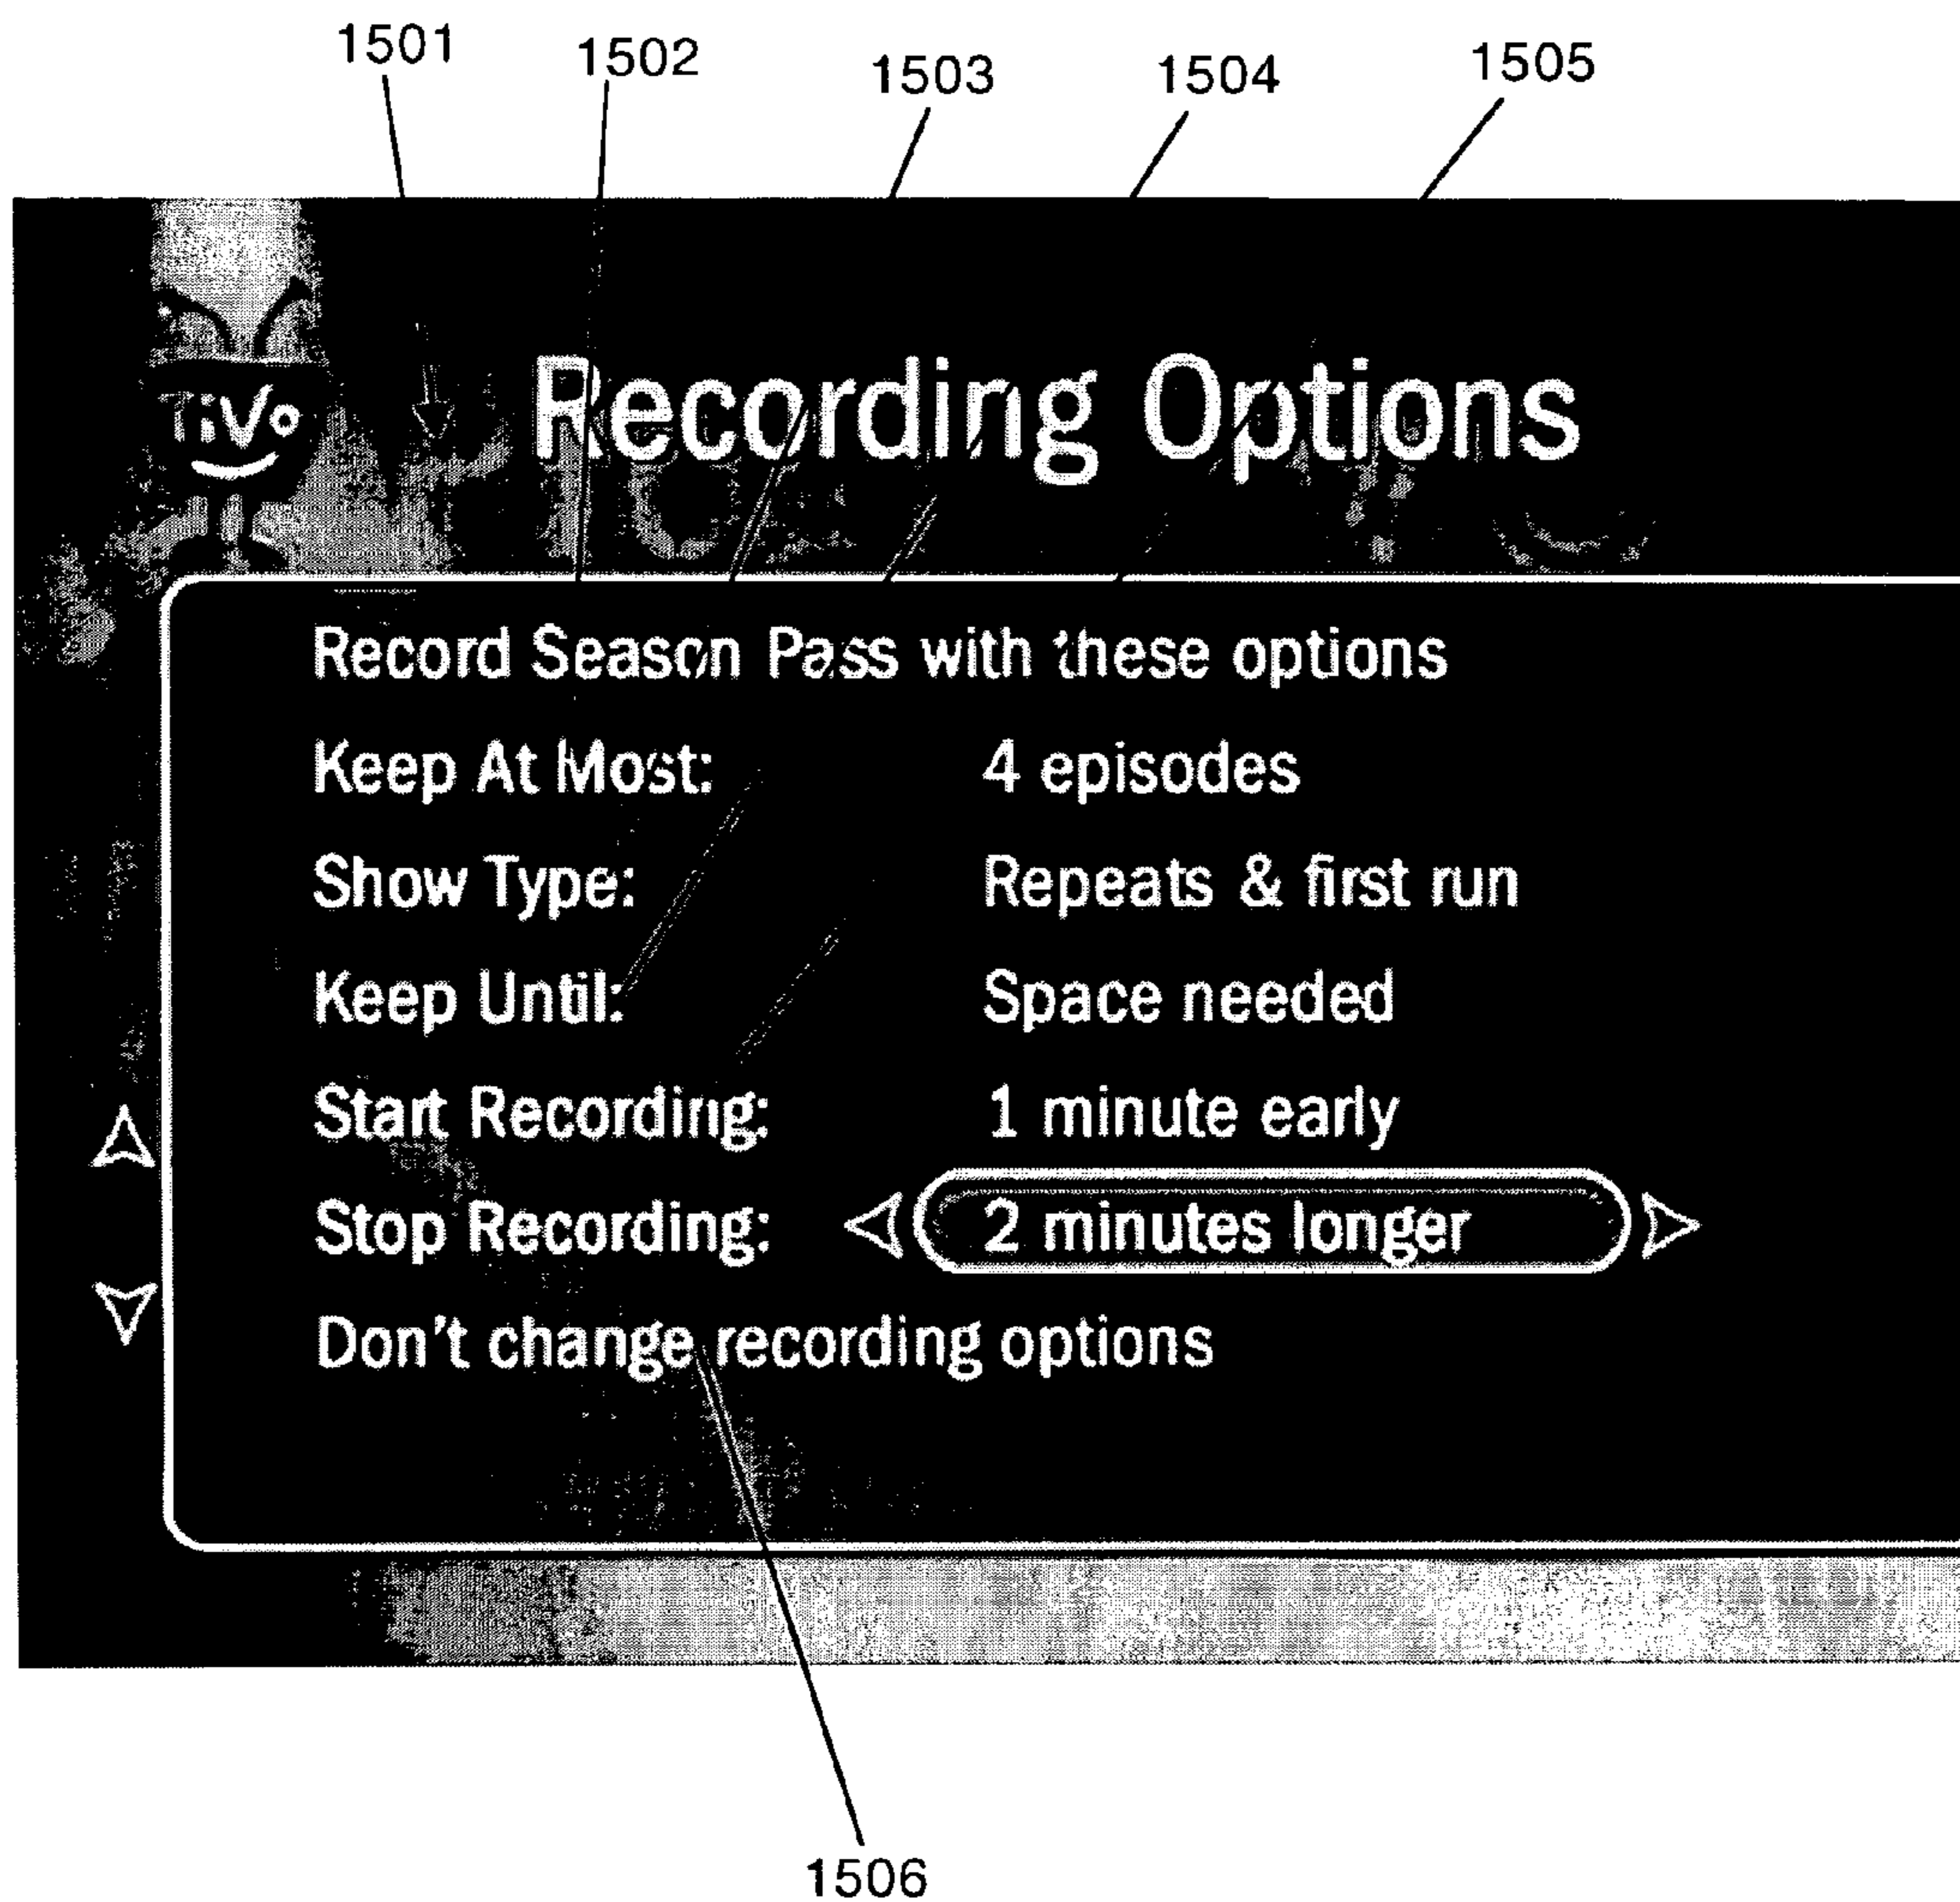 1501 1502 1503 1504 1505
TiVo
Recording Options
Record Season Pass with these options
Keep At Most: 4 episodes
Show Type: Repeats & first run
Keep Until: Space needed
Start Recording: 1 minute early
Stop Recording: 2 minutes longer
Don't change recording options
1506